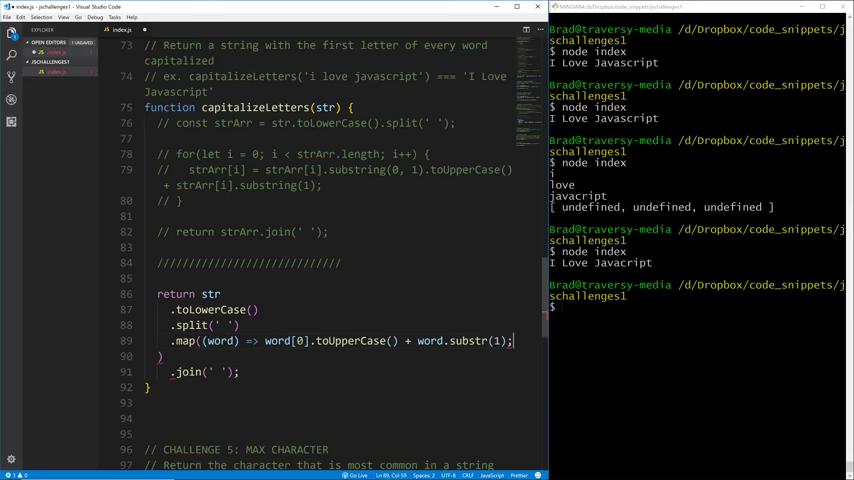 index.js - jschallenges1 - Visual Studio Code
File Edit Selection View Go Debug Tasks Help
EXPLORER
OPEN EDITORS 1 UNSAVED
index.js
JSCHALLENGES1
index.js
index.js
73 // Return a string with the first letter of every word
capitalized
74 // ex. capitalizeLetters('i love javascript') === 'I Love
Javascript'
75 function capitalizeLetters(str) {
76 // const strArr = str.toLowerCase().split(' ');
77
78 // for(let i = 0; i < strArr.length; i++) {
79 //   strArr[i] = strArr[i].substring(0, 1).toUpperCase()
+ strArr[i].substring(1);
80 // }
81
82 // return strArr.join(' ');
83
84 /////////////////////////////
85
86 return str
87 .toLowerCase()
88 .split(' ')
89 .map((word) => word[0].toUpperCase() + word.substr(1);
90 )
91 .join(' ');
92 }
93
94
95
96 // CHALLENGE 5: MAX CHARACTER
97 // Return the character that is most common in a string
3 0
Go Live Ln 89, Col 59 Spaces: 2 UTF-8 CRLF JavaScript Prettier
MINGW64:/d/Dropbox/code_snippets/jschallenges1
Brad@traversy-media /d/Dropbox/code_snippets/j
schallenges1
$ node index
I Love Javascript
Brad@traversy-media /d/Dropbox/code_snippets/j
schallenges1
$ node index
I Love Javascript
Brad@traversy-media /d/Dropbox/code_snippets/j
schallenges1
$ node index
i
love
javacript
[ undefined, undefined, undefined ]
Brad@traversy-media /d/Dropbox/code_snippets/j
schallenges1
$ node index
I Love Javacript
Brad@traversy-media /d/Dropbox/code_snippets/j
schallenges1
$